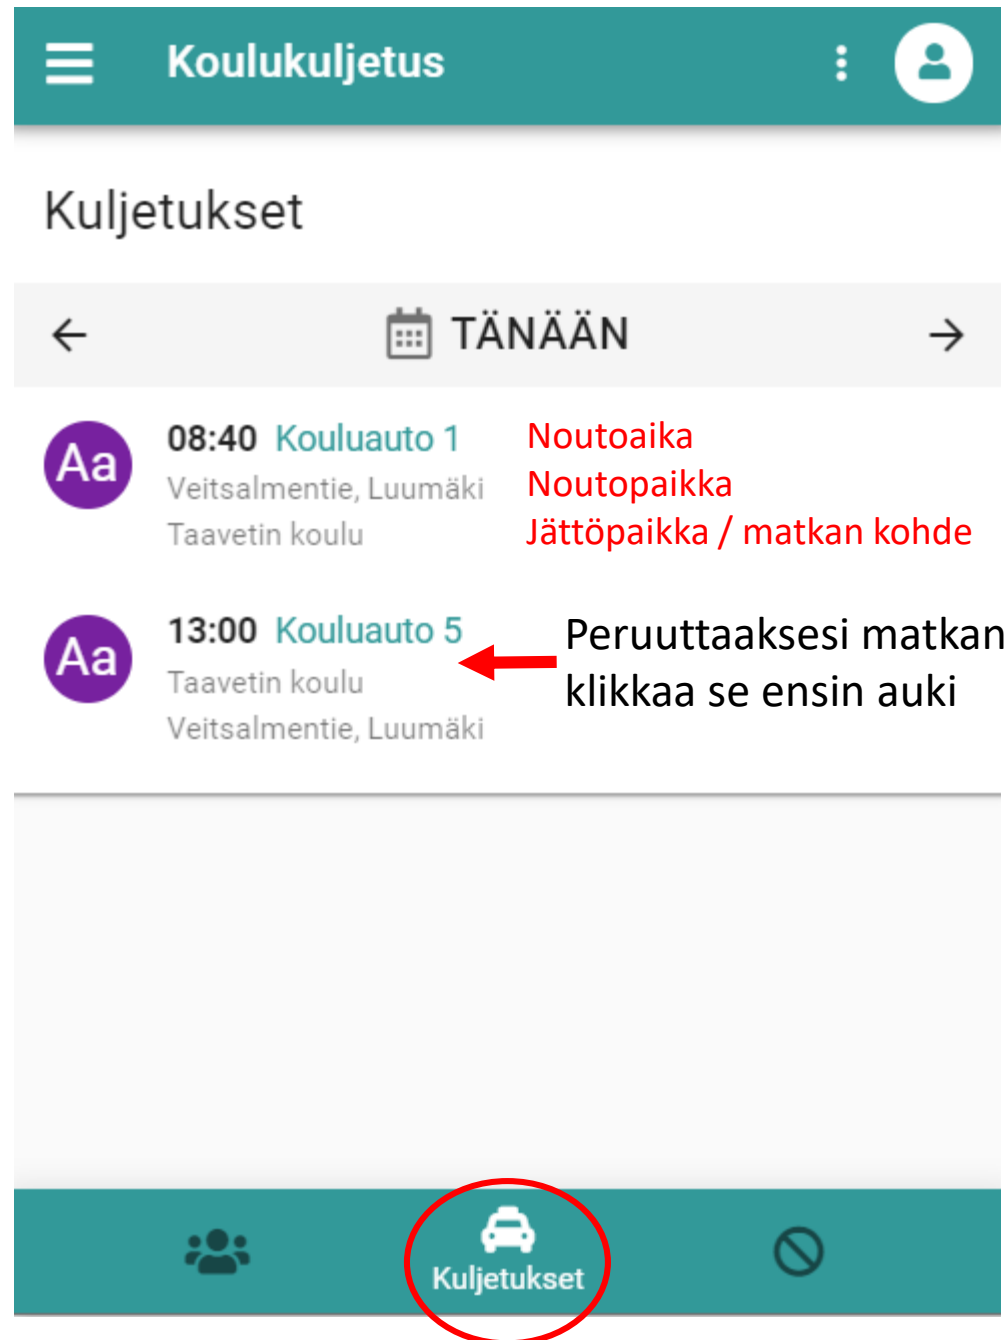 Koulukuljetus
Kuljetukset
TÄNÄÄN
Aa
08:40 Kouluauto 1
Veitsalmentie, Luumäki
Taavetin koulu
Noutoaika
Noutopaikka
Jättöpaikka / matkan kohde
Aa
13:00 Kouluauto 5
Taavetin koulu
Veitsalmentie, Luumäki
Peruuttaaksesi matkan
klikkaa se ensin auki
Kuljetukset